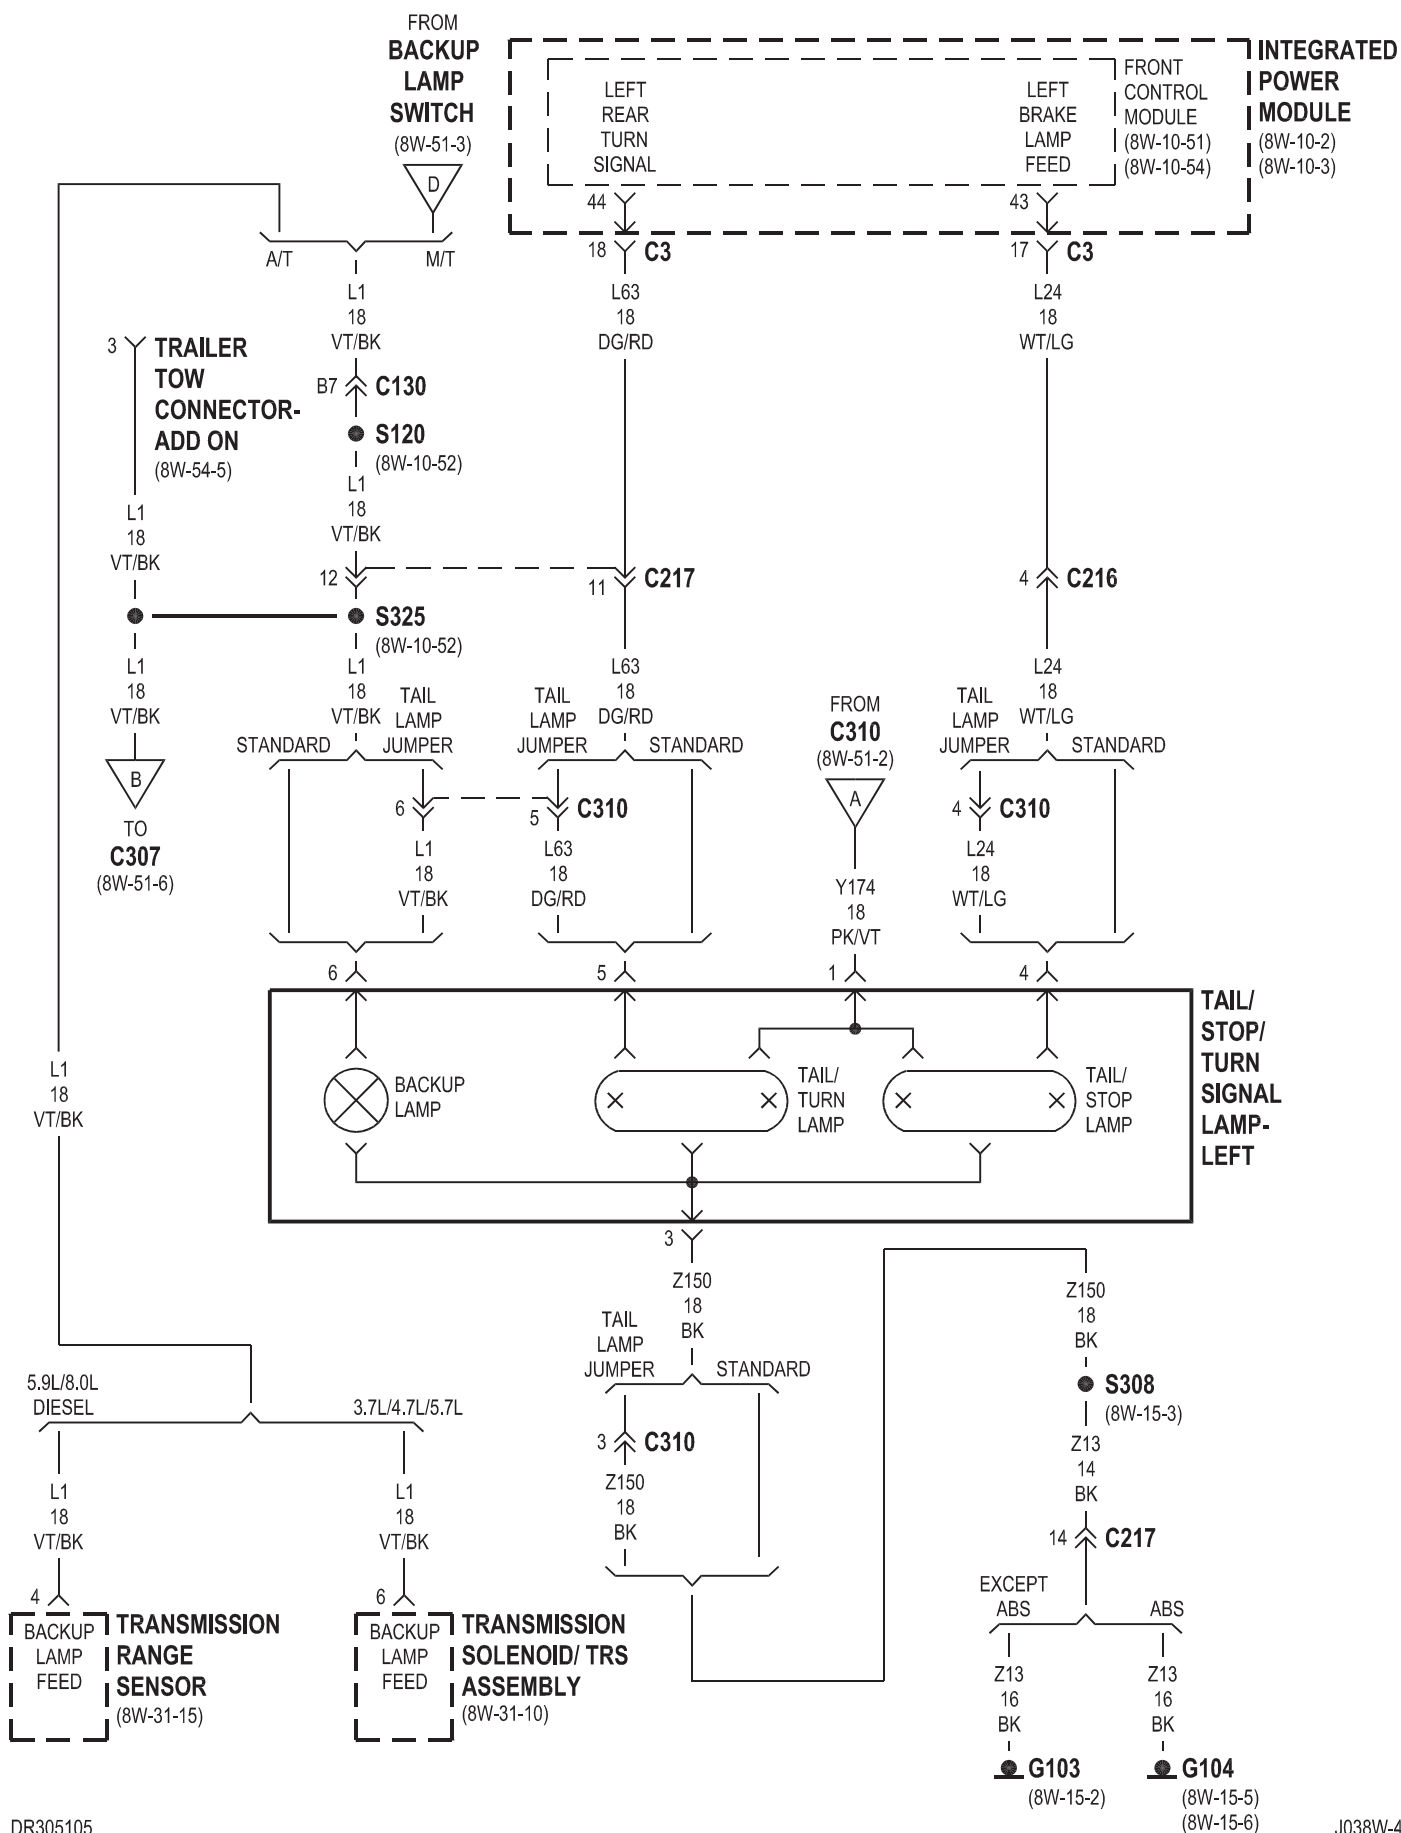 FROM
BACKUP
LAMP
SWITCH
(8W-51-3)
D
A/T
M/T
INTEGRATED
POWER
MODULE
(8W-10-2)
(8W-10-3)
FRONT
CONTROL
MODULE
(8W-10-51)
(8W-10-54)
LEFT
REAR
TURN
SIGNAL
LEFT
BRAKE
LAMP
FEED
44
43
18
C3
17
C3
L1
18
VT/BK
L63
18
DG/RD
L24
18
WT/LG
3
TRAILER
TOW
CONNECTOR-
ADD ON
(8W-54-5)
B7
C130
S120
(8W-10-52)
L1
18
VT/BK
L1
18
VT/BK
12
11
C217
4
C216
S325
(8W-10-52)
L1
18
VT/BK
L1
18
VT/BK
L63
18
DG/RD
L24
18
WT/LG
STANDARD
TAIL
LAMP
JUMPER
TAIL
LAMP
JUMPER
STANDARD
FROM
C310
(8W-51-2)
A
TAIL
LAMP
JUMPER
STANDARD
B
TO
C307
(8W-51-6)
6
5
C310
4
C310
L1
18
VT/BK
L63
18
DG/RD
Y174
18
PK/VT
L24
18
WT/LG
6
5
1
4
TAIL/
STOP/
TURN
SIGNAL
LAMP-
LEFT
BACKUP
LAMP
TAIL/
TURN
LAMP
TAIL/
STOP
LAMP
L1
18
VT/BK
3
Z150
18
BK
Z150
18
BK
TAIL
LAMP
JUMPER
STANDARD
S308
(8W-15-3)
3
C310
Z150
18
BK
Z13
14
BK
14
C217
5.9L/8.0L
DIESEL
3.7L/4.7L/5.7L
L1
18
VT/BK
L1
18
VT/BK
EXCEPT
ABS
ABS
4
6
BACKUP
LAMP
FEED
TRANSMISSION
RANGE
SENSOR
(8W-31-15)
BACKUP
LAMP
FEED
TRANSMISSION
SOLENOID/ TRS
ASSEMBLY
(8W-31-10)
Z13
16
BK
Z13
16
BK
G103
(8W-15-2)
G104
(8W-15-5)
(8W-15-6)
DR305105
J038W-4